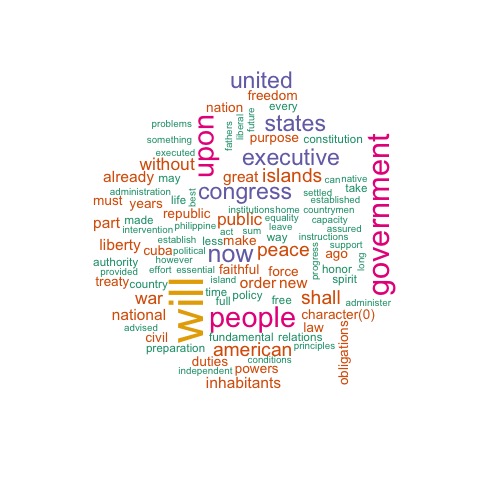 united
freedom
nation every
problems upon fathers liberal future states
something purpose constitution
executed executive
without great islands can native
already may congress settled take
administration best established
must years life institutions home countrymen
republic public equality capacity
part philippine leave assured
intervention act sum way instructions
liberty establish less make support
cuba political now peace ago government
authority however progress long
provided effort essential faithful force honor
treaty country island order new spirit
war will time policy shall
full free administer
national people character(0)
advised law
civil fundamental relations obligations
preparation american principles
duties conditions
independent powers
inhabitants